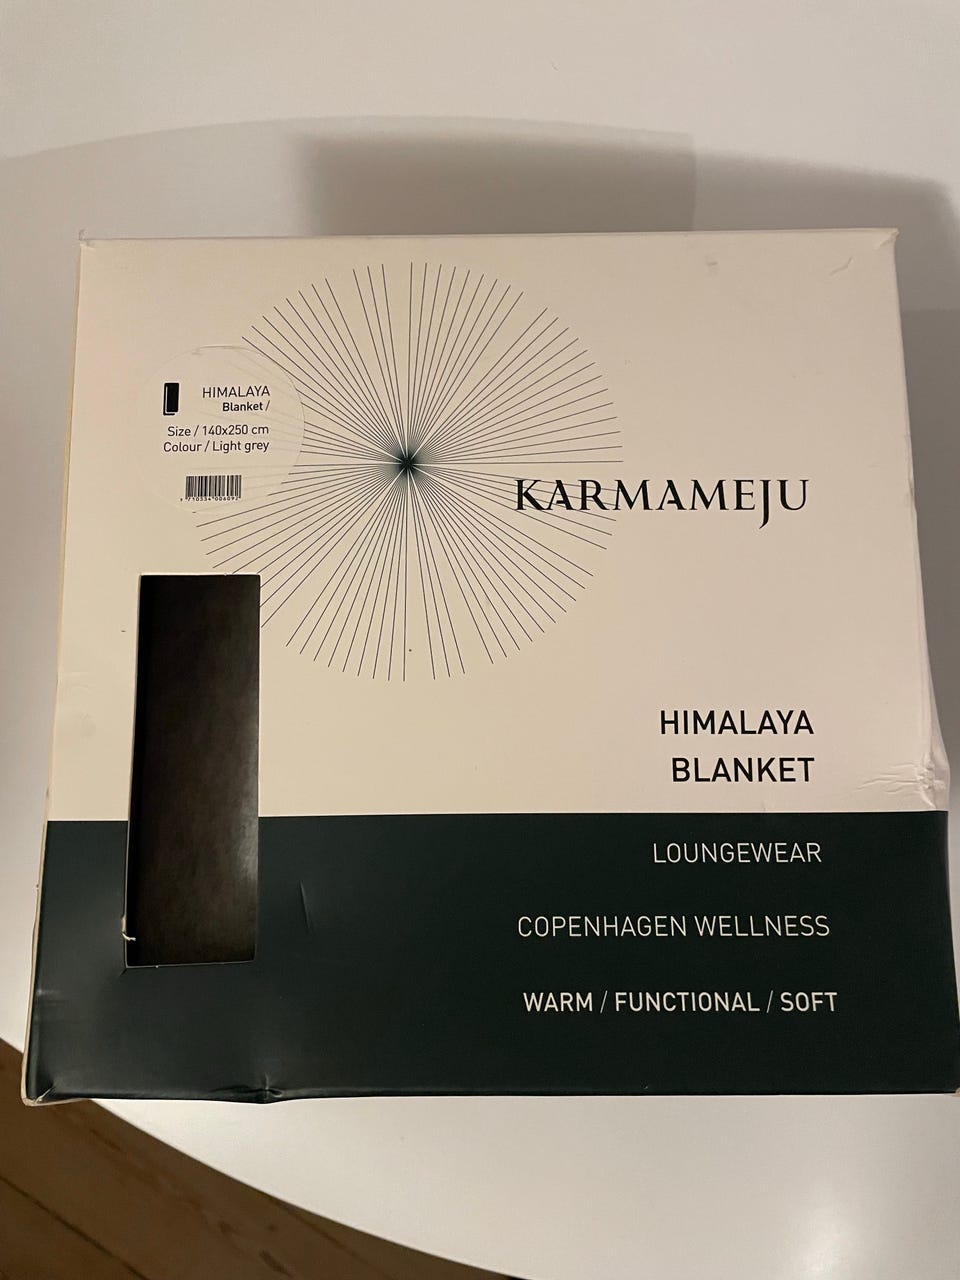 HIMALAYA
Blanket /
Size / 140x250 cm
Colour / Light grey
KARMAMEJU
HIMALAYA
BLANKET
LOUNGEWEAR
COPENHAGEN WELLNESS
WARM / FUNCTIONAL / SOFT